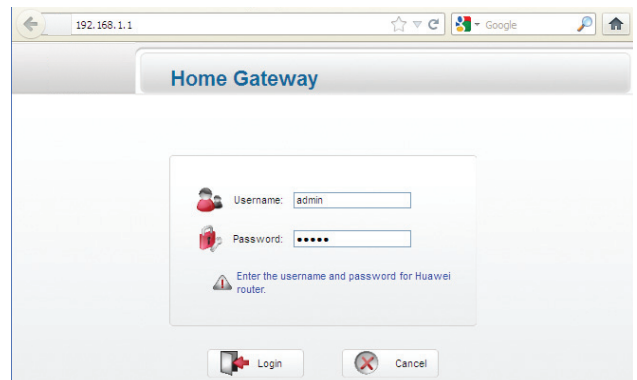 192.168.1.1
Google
Home Gateway
Username: admin
Password: •••••
Enter the username and password for Huawei
router.
Login
Cancel